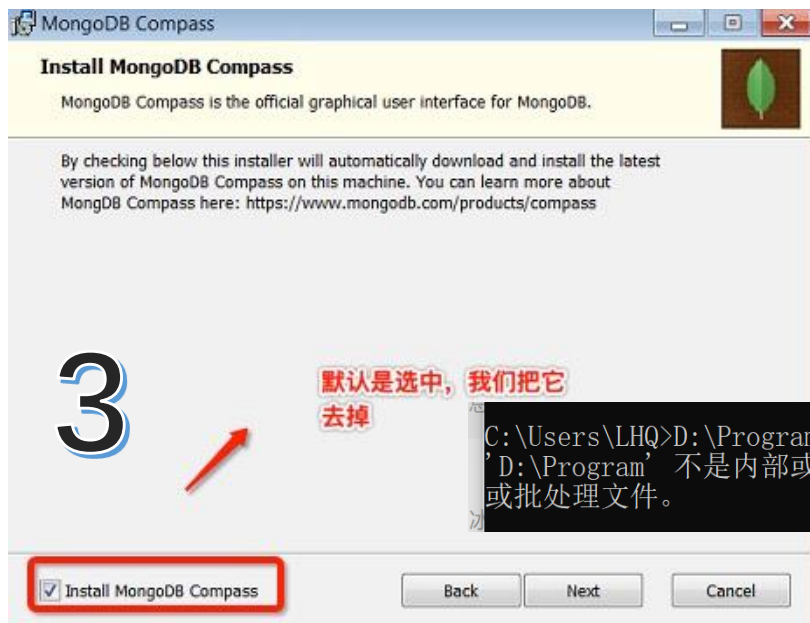 MongoDB Compass
Install MongoDB Compass
MongoDB Compass is the official graphical user interface for MongoDB.
By checking below this installer will automatically download and install the latest
version of MongoDB Compass on this machine. You can learn more about
MongDB Compass here: https://www.mongodb.com/products/compass
3
默认是选中，我们把它
去掉
C:\Users\LHQ>D:\Program
'D:\Program' 不是内部或
或批处理文件。
Install MongoDB Compass
Back
Next
Cancel